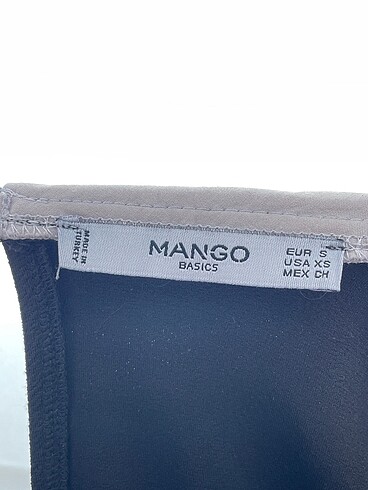 MADE IN
TURKEY
MANGO
BASICS
EUR S
USA XS
MEX CH